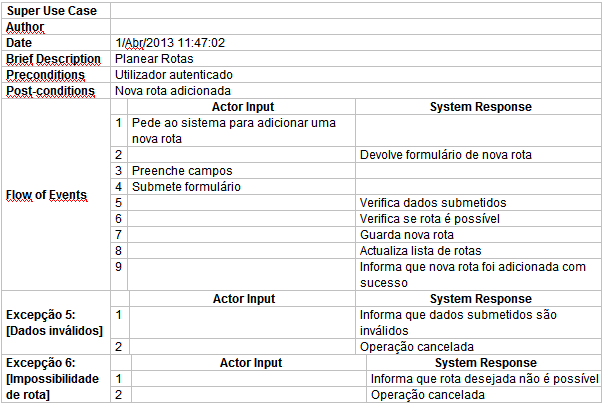 Super Use Case
Author
Date 1/Abr/2013 11:47:02
Brief Description Planear Rotas
Preconditions Utilizador autenticado
Post-conditions Nova rota adicionada
Flow of Events
Actor Input System Response
1 Pede ao sistema para adicionar uma
nova rota
2 Devolve formulário de nova rota
3 Preenche campos
4 Submete formulário
5 Verifica dados submetidos
6 Verifica se rota é possível
7 Guarda nova rota
8 Actualiza lista de rotas
9 Informa que nova rota foi adicionada com
sucesso
Excepção 5:
[Dados inválidos]
Actor Input System Response
1 Informa que dados submetidos são
inválidos
2 Operação cancelada
Excepção 6:
[Impossibilidade
de rota]
Actor Input System Response
1 Informa que rota desejada não é possível
2 Operação cancelada